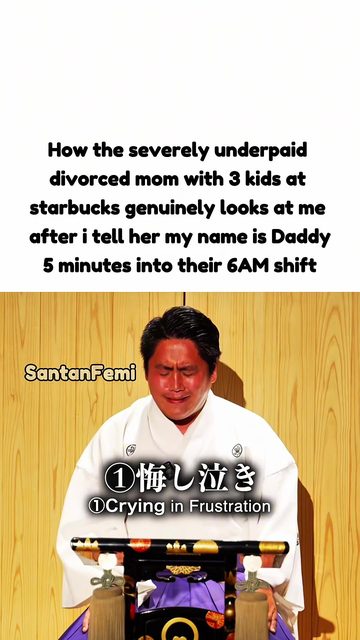 How the severely underpaid
divorced mom with 3 kids at
starbucks genuinely looks at me
after i tell her my name is Daddy
5 minutes into their 6AM shift
SantanFemi
①悔し泣き
①Crying in Frustration